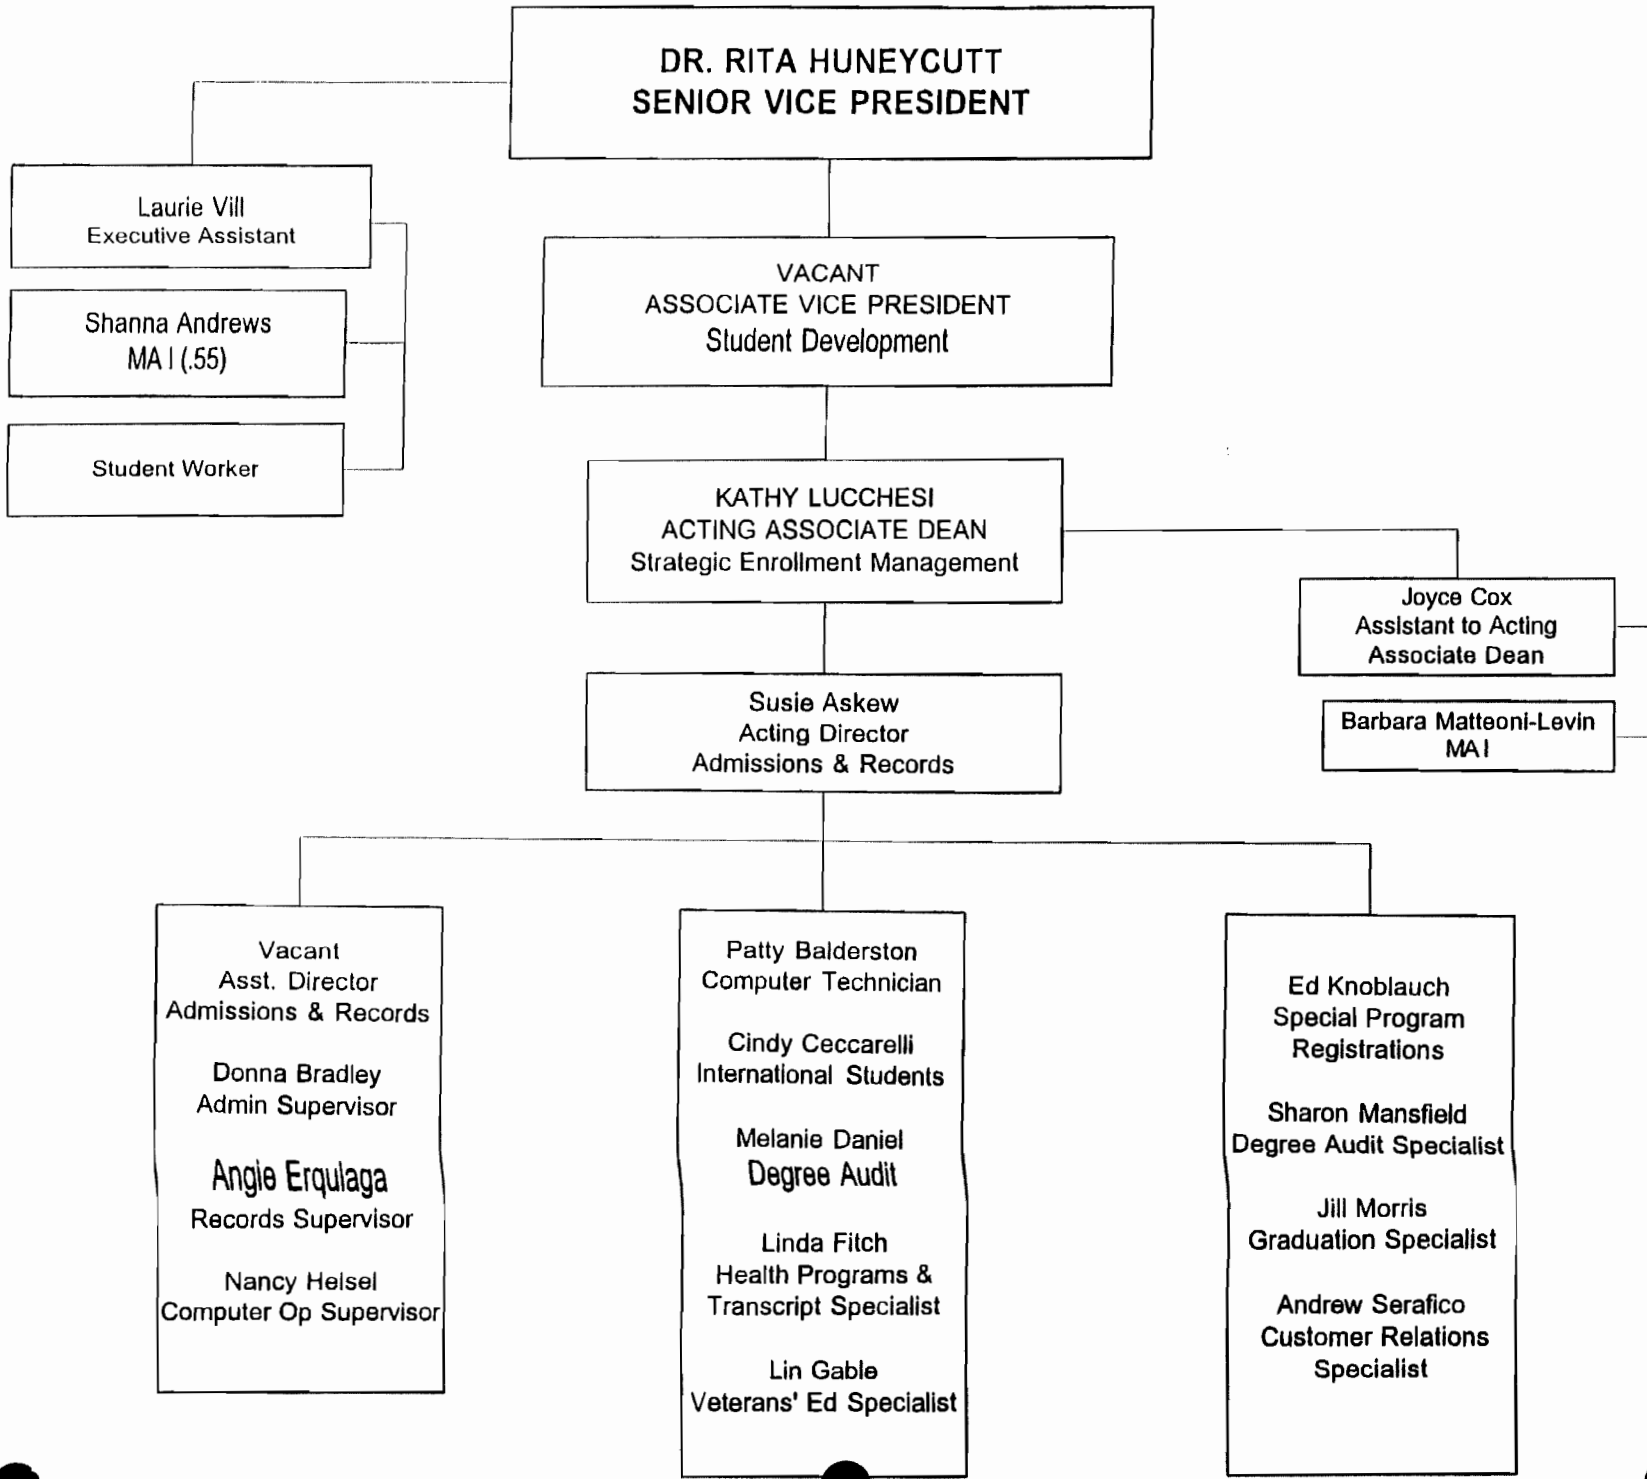 DR. RITA HUNEYCUTT
SENIOR VICE PRESIDENT
Laurie Vill
Executive Assistant
Shanna Andrews
MA I (.55)
Student Worker
VACANT
ASSOCIATE VICE PRESIDENT
Student Development
KATHY LUCCHESI
ACTING ASSOCIATE DEAN
Strategic Enrollment Management
Joyce Cox
Assistant to Acting
Associate Dean
Barbara Matteoni-Levin
MA I
Susie Askew
Acting Director
Admissions & Records
Vacant
Asst. Director
Admissions & Records
Donna Bradley
Admin Supervisor
Angie Erquiaga
Records Supervisor
Nancy Heisel
Computer Op Supervisor
Patty Balderston
Computer Technician
Cindy Ceccarelli
International Students
Melanie Daniel
Degree Audit
Linda Fitch
Health Programs &
Transcript Specialist
Lin Gable
Veterans' Ed Specialist
Ed Knoblauch
Special Program
Registrations
Sharon Mansfield
Degree Audit Specialist
Jill Morris
Graduation Specialist
Andrew Serafico
Customer Relations
Specialist